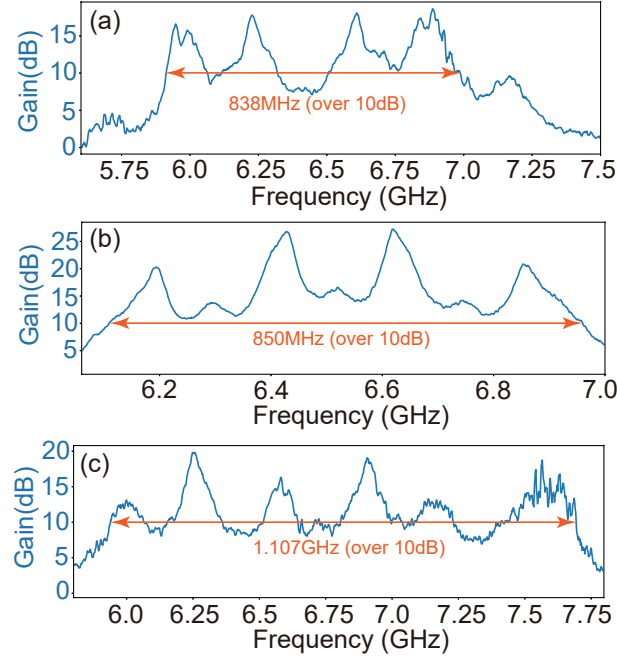 (a)
Gain(dB)
15
10
5
0
838MHz (over 10dB)
5.75 6.0 6.25 6.5 6.75 7.0 7.25 7.5
Frequency (GHz)
(b)
Gain(dB)
25
20
15
10
5
850MHz (over 10dB)
6.2 6.4 6.6 6.8 7.0
Frequency (GHz)
(c)
Gain(dB)
20
15
10
5
0
1.107GHz (over 10dB)
6.0 6.25 6.5 6.75 7.0 7.25 7.5 7.75
Frequency (GHz)